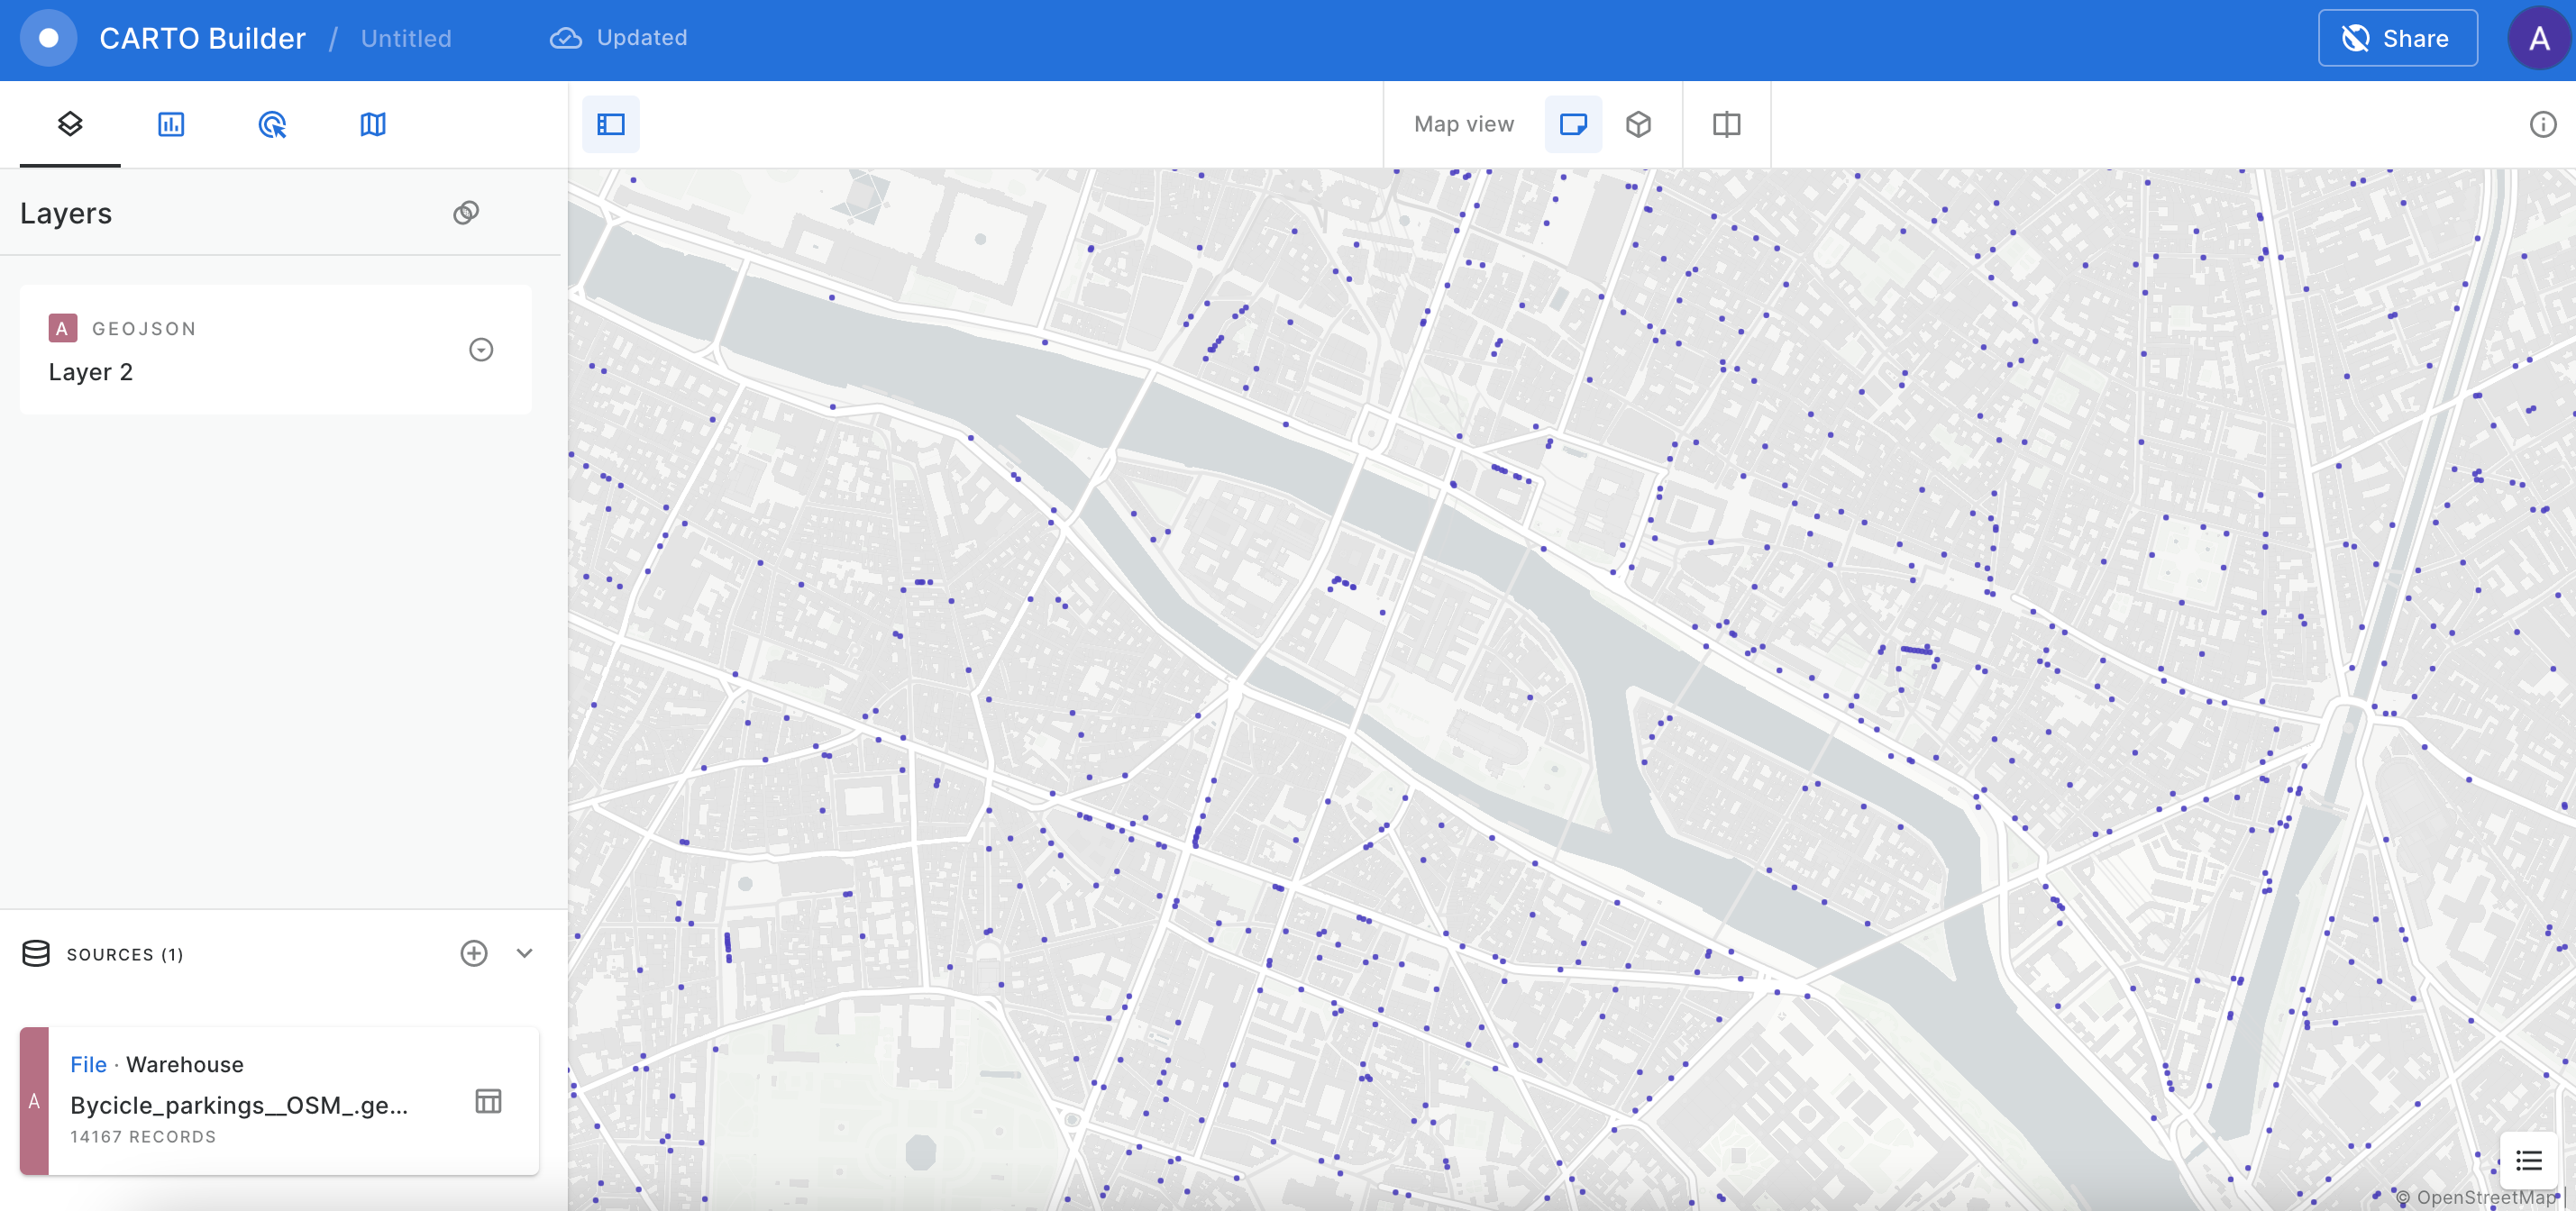 CARTO Builder / Untitled
Updated
Share
A
Map view
Layers
A GEOJSON
Layer 2
SOURCES (1)
A
File · Warehouse
Bycicle_parkings__OSM_.ge...
14167 RECORDS
© OpenStreetMap